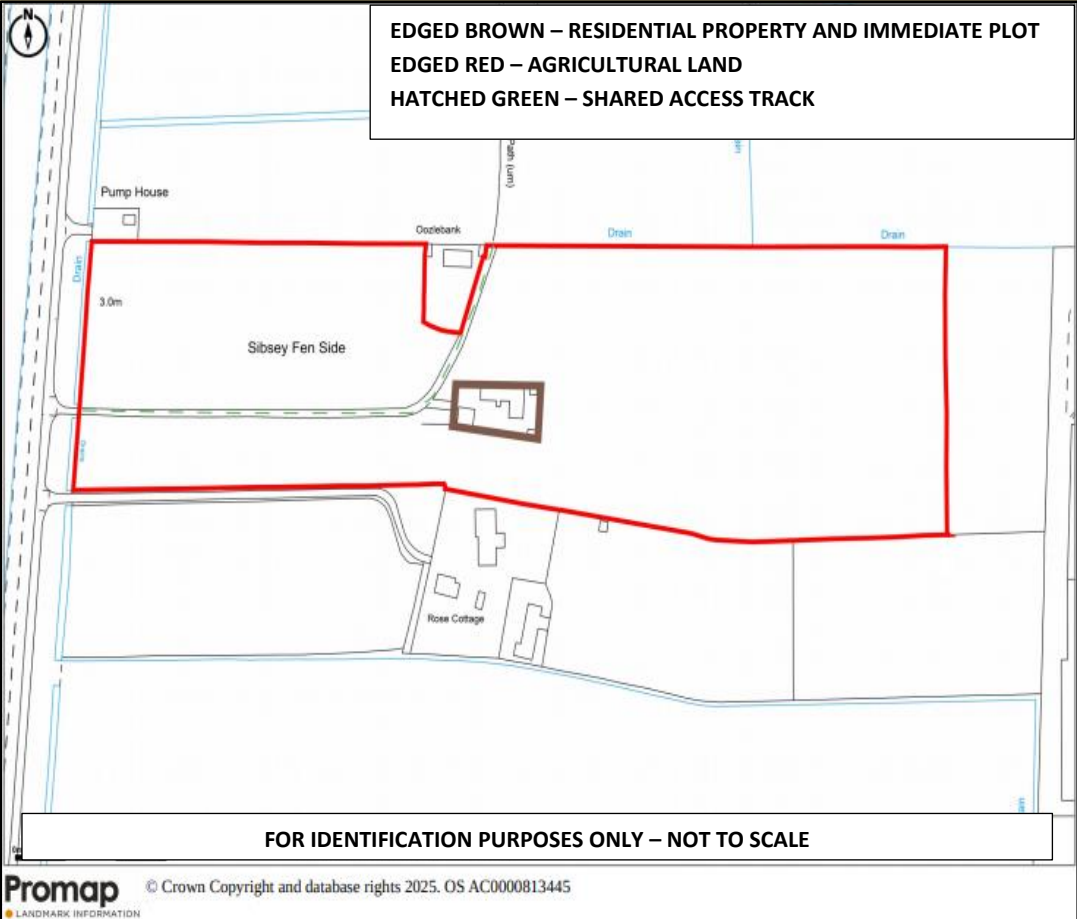 N
EDGED BROWN – RESIDENTIAL PROPERTY AND IMMEDIATE PLOT
EDGED RED – AGRICULTURAL LAND
HATCHED GREEN – SHARED ACCESS TRACK
Path (um)
Pump House
Oozlebank
Drain
Drain
Drain
3.0m
Sibsey Fen Side
Drain
Rose Cottage
FOR IDENTIFICATION PURPOSES ONLY – NOT TO SCALE
Promap
LANDMARK INFORMATION
© Crown Copyright and database rights 2025. OS AC0000813445